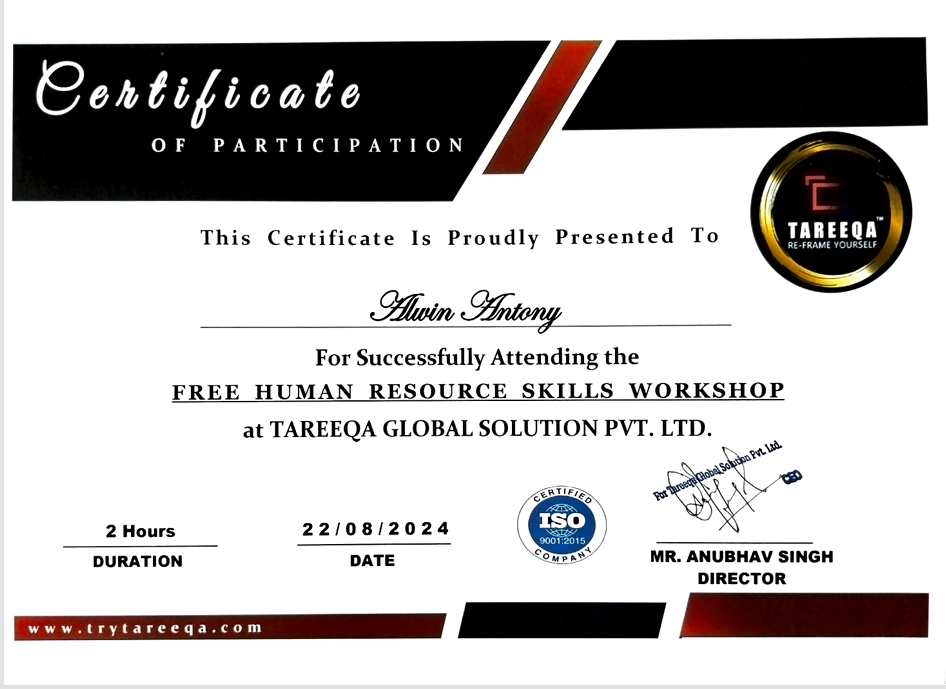 Certificate
OF PARTICIPATION
TAREEQA™
RE-FRAME YOURSELF
This Certificate Is Proudly Presented To
Alwin Antony
For Successfully Attending the
FREE HUMAN RESOURCE SKILLS WORKSHOP
at TAREEQA GLOBAL SOLUTION PVT. LTD.
For Tareeqa Global Solution Pvt. Ltd.
CEO
2 Hours
DURATION
22/08/2024
DATE
CERTIFIED
ISO
9001:2015
COMPANY
MR. ANUBHAV SINGH
DIRECTOR
www.trytareeqa.com